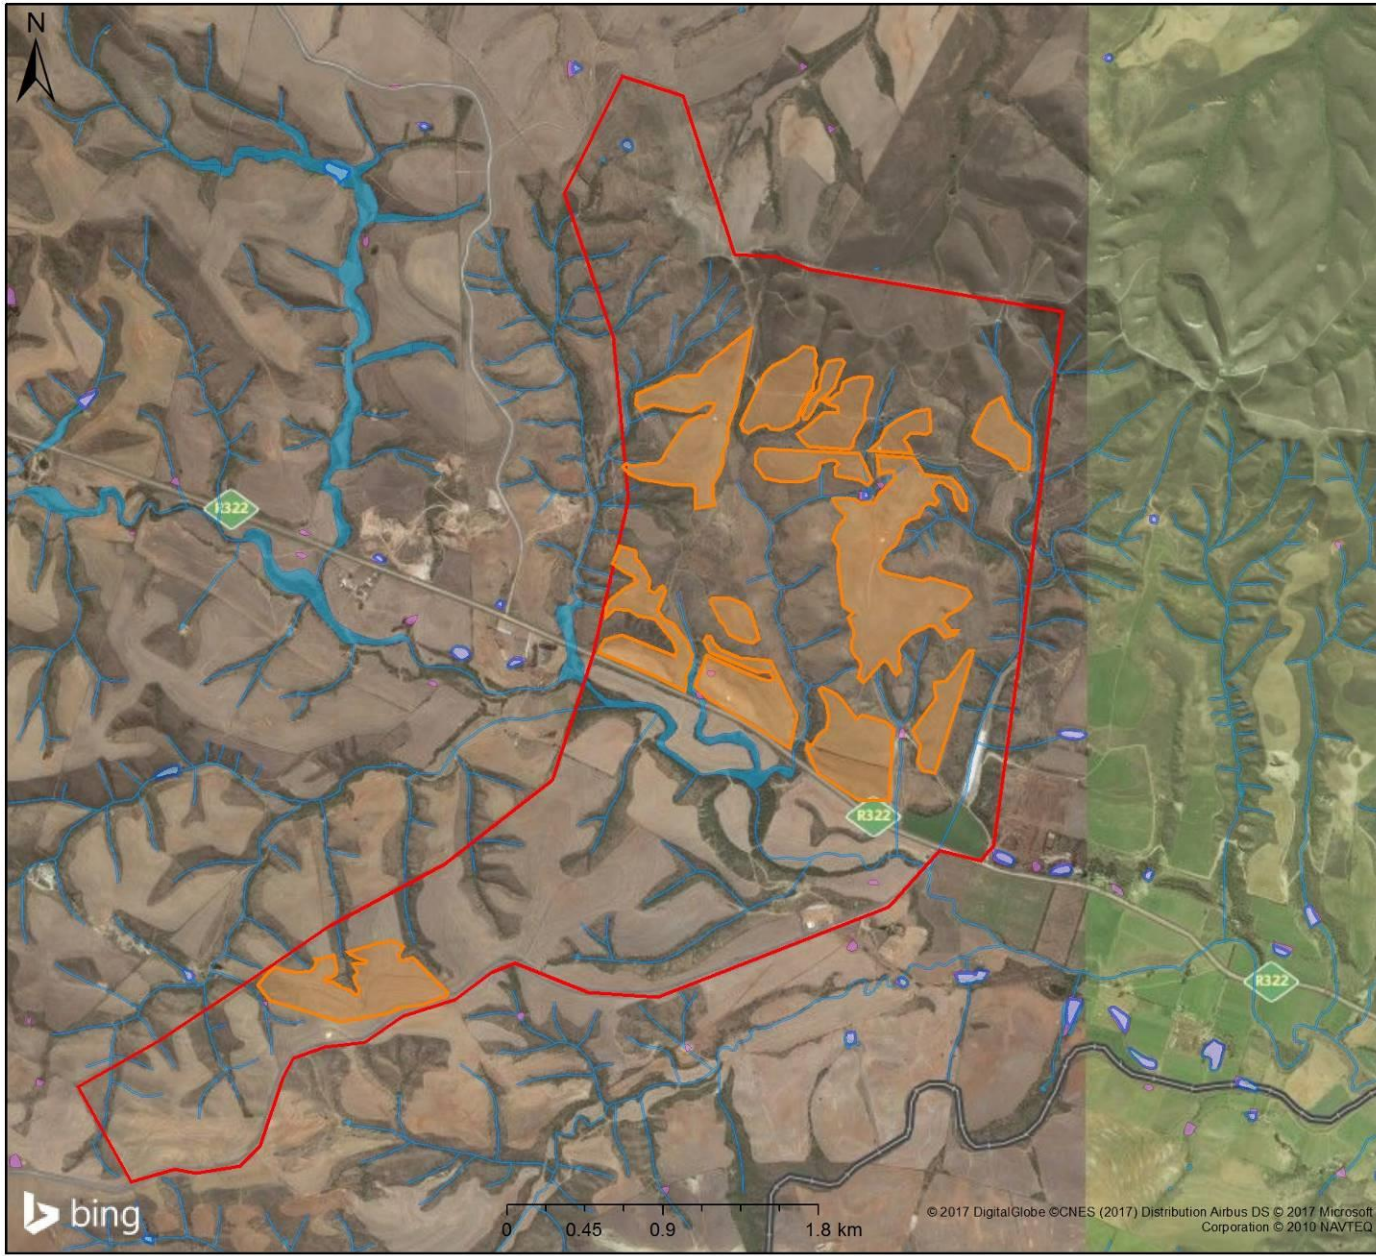 N
R322
R322
R322
bing
0 0.45 0.9 1.8 km
© 2017 DigitalGlobe ©CNES (2017) Distribution Airbus DS © 2017 Microsoft
Corporation © 2010 NAVTEQ